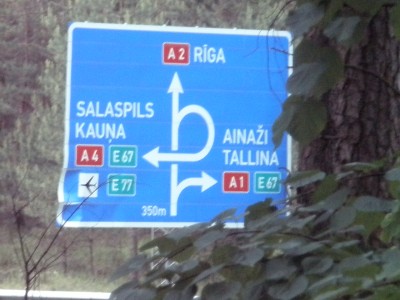 A2 RĪGA
SALASPILS
KAUŅA
A4 E67
E77
AINAŽI
TALLINA
A1 E67
350m